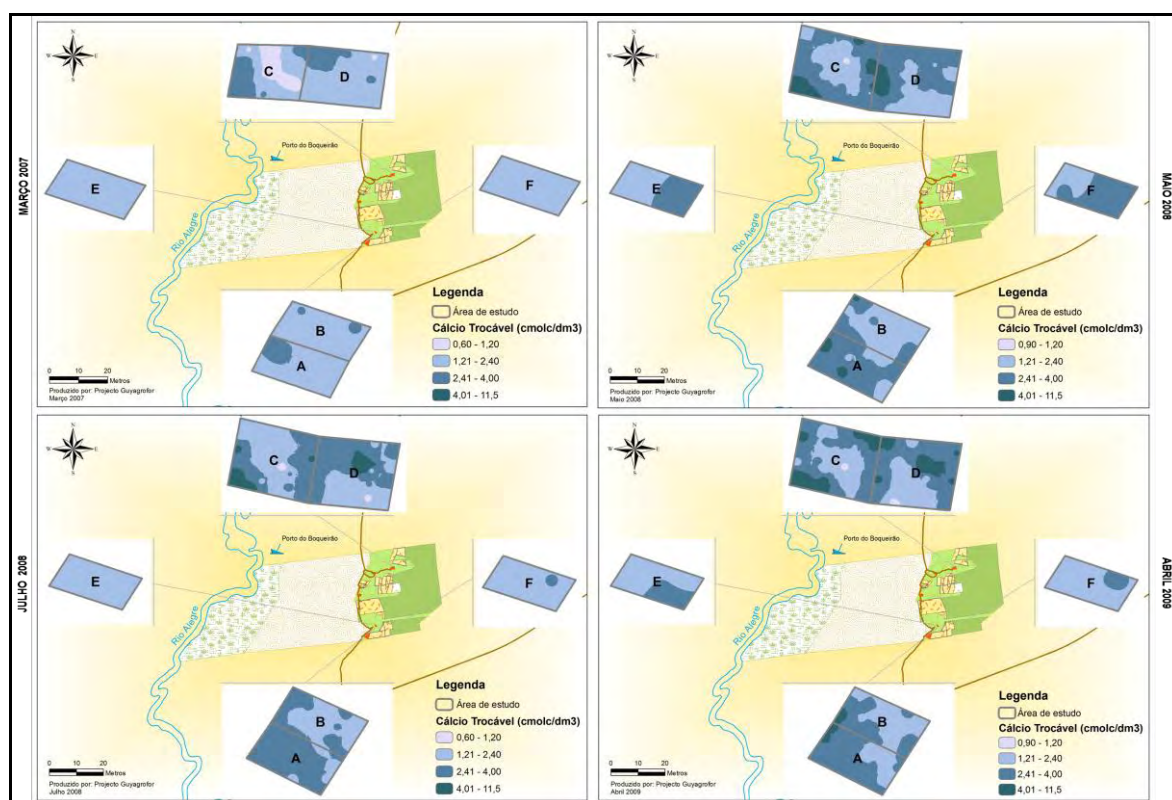 MARÇO 2007
N
W E
S
C
D
Porto do Boqueirão
E
F
Rio Alegre
B
A
Legenda
Área de estudo
Cálcio Trocável (cmolc/dm3)
0,60 - 1,20
1,21 - 2,40
2,41 - 4,00
4,01 - 11,5
10 0 20
Metros
Produzido por: Projecto Guyagrofor
Março 2007
MAIO 2008
N
W E
S
C
D
Porto do Boqueirão
E
F
Rio Alegre
B
A
Legenda
Área de estudo
Cálcio Trocável (cmolc/dm3)
0,90 - 1,20
1,21 - 2,40
2,41 - 4,00
4,01 - 11,5
10 0 20
Metros
Produzido por: Projecto Guyagrofor
Maio 2008
JULHO 2008
N
W E
S
C
D
Porto do Boqueirão
E
F
Rio Alegre
B
A
Legenda
Área de estudo
Cálcio Trocável (cmolc/dm3)
0,60 - 1,20
1,21 - 2,40
2,41 - 4,00
4,01 - 11,5
10 0 20
Metros
Produzido por: Projecto Guyagrofor
Julho 2008
ABRIL 2009
N
W E
S
C
D
Porto do Boqueirão
E
F
Rio Alegre
B
A
Legenda
Área de estudo
Cálcio Trocável (cmolc/dm3)
0,90 - 1,20
1,21 - 2,40
2,41 - 4,00
4,01 - 11,5
10 0 20
Metros
Produzido por: Projecto Guyagrofor
Abril 2009